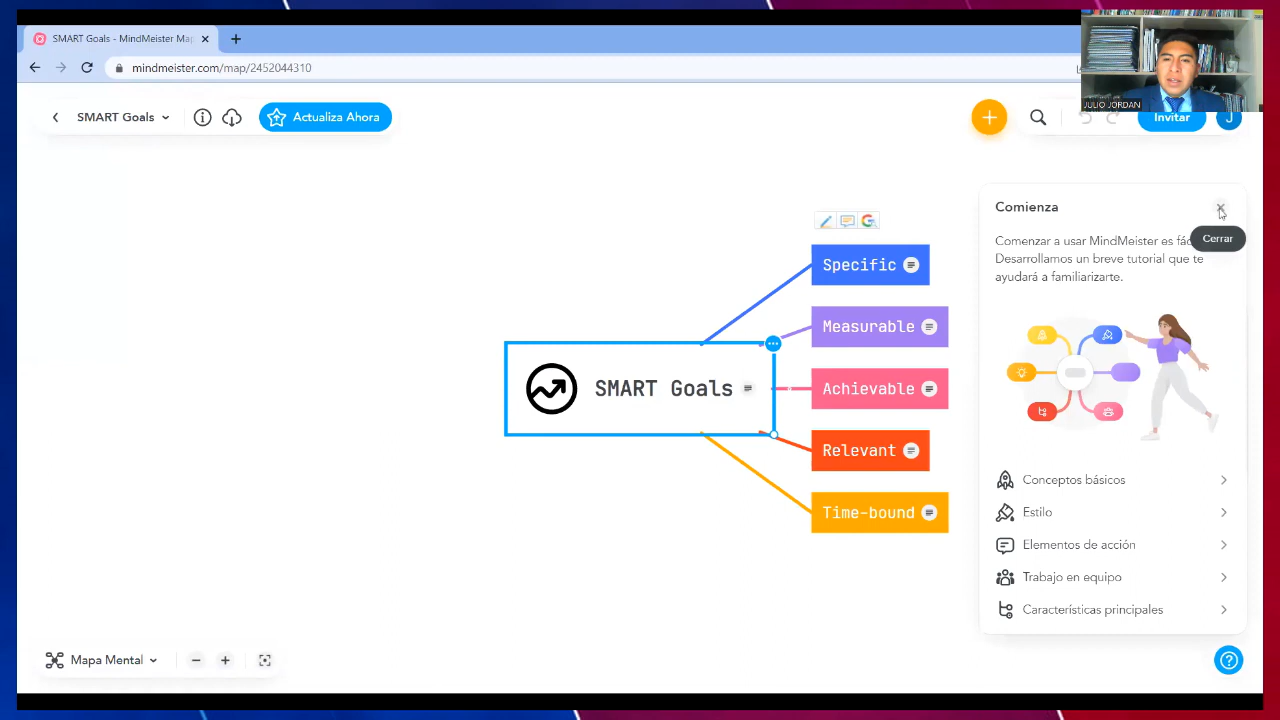 SMART Goals - MindMeister Ma
mindmeister.com/map/2452044310
JULIO JORDAN
SMART Goals
Actualiza Ahora
Invitar
J
Comienza
Cerrar
Comenzar a usar MindMeister es fác
Desarrollamos un breve tutorial que te
ayudará a familiarizarte.
Specific
Measurable
SMART Goals
Achievable
Relevant
Time-bound
Conceptos básicos
Estilo
Elementos de acción
Trabajo en equipo
Características principales
Mapa Mental